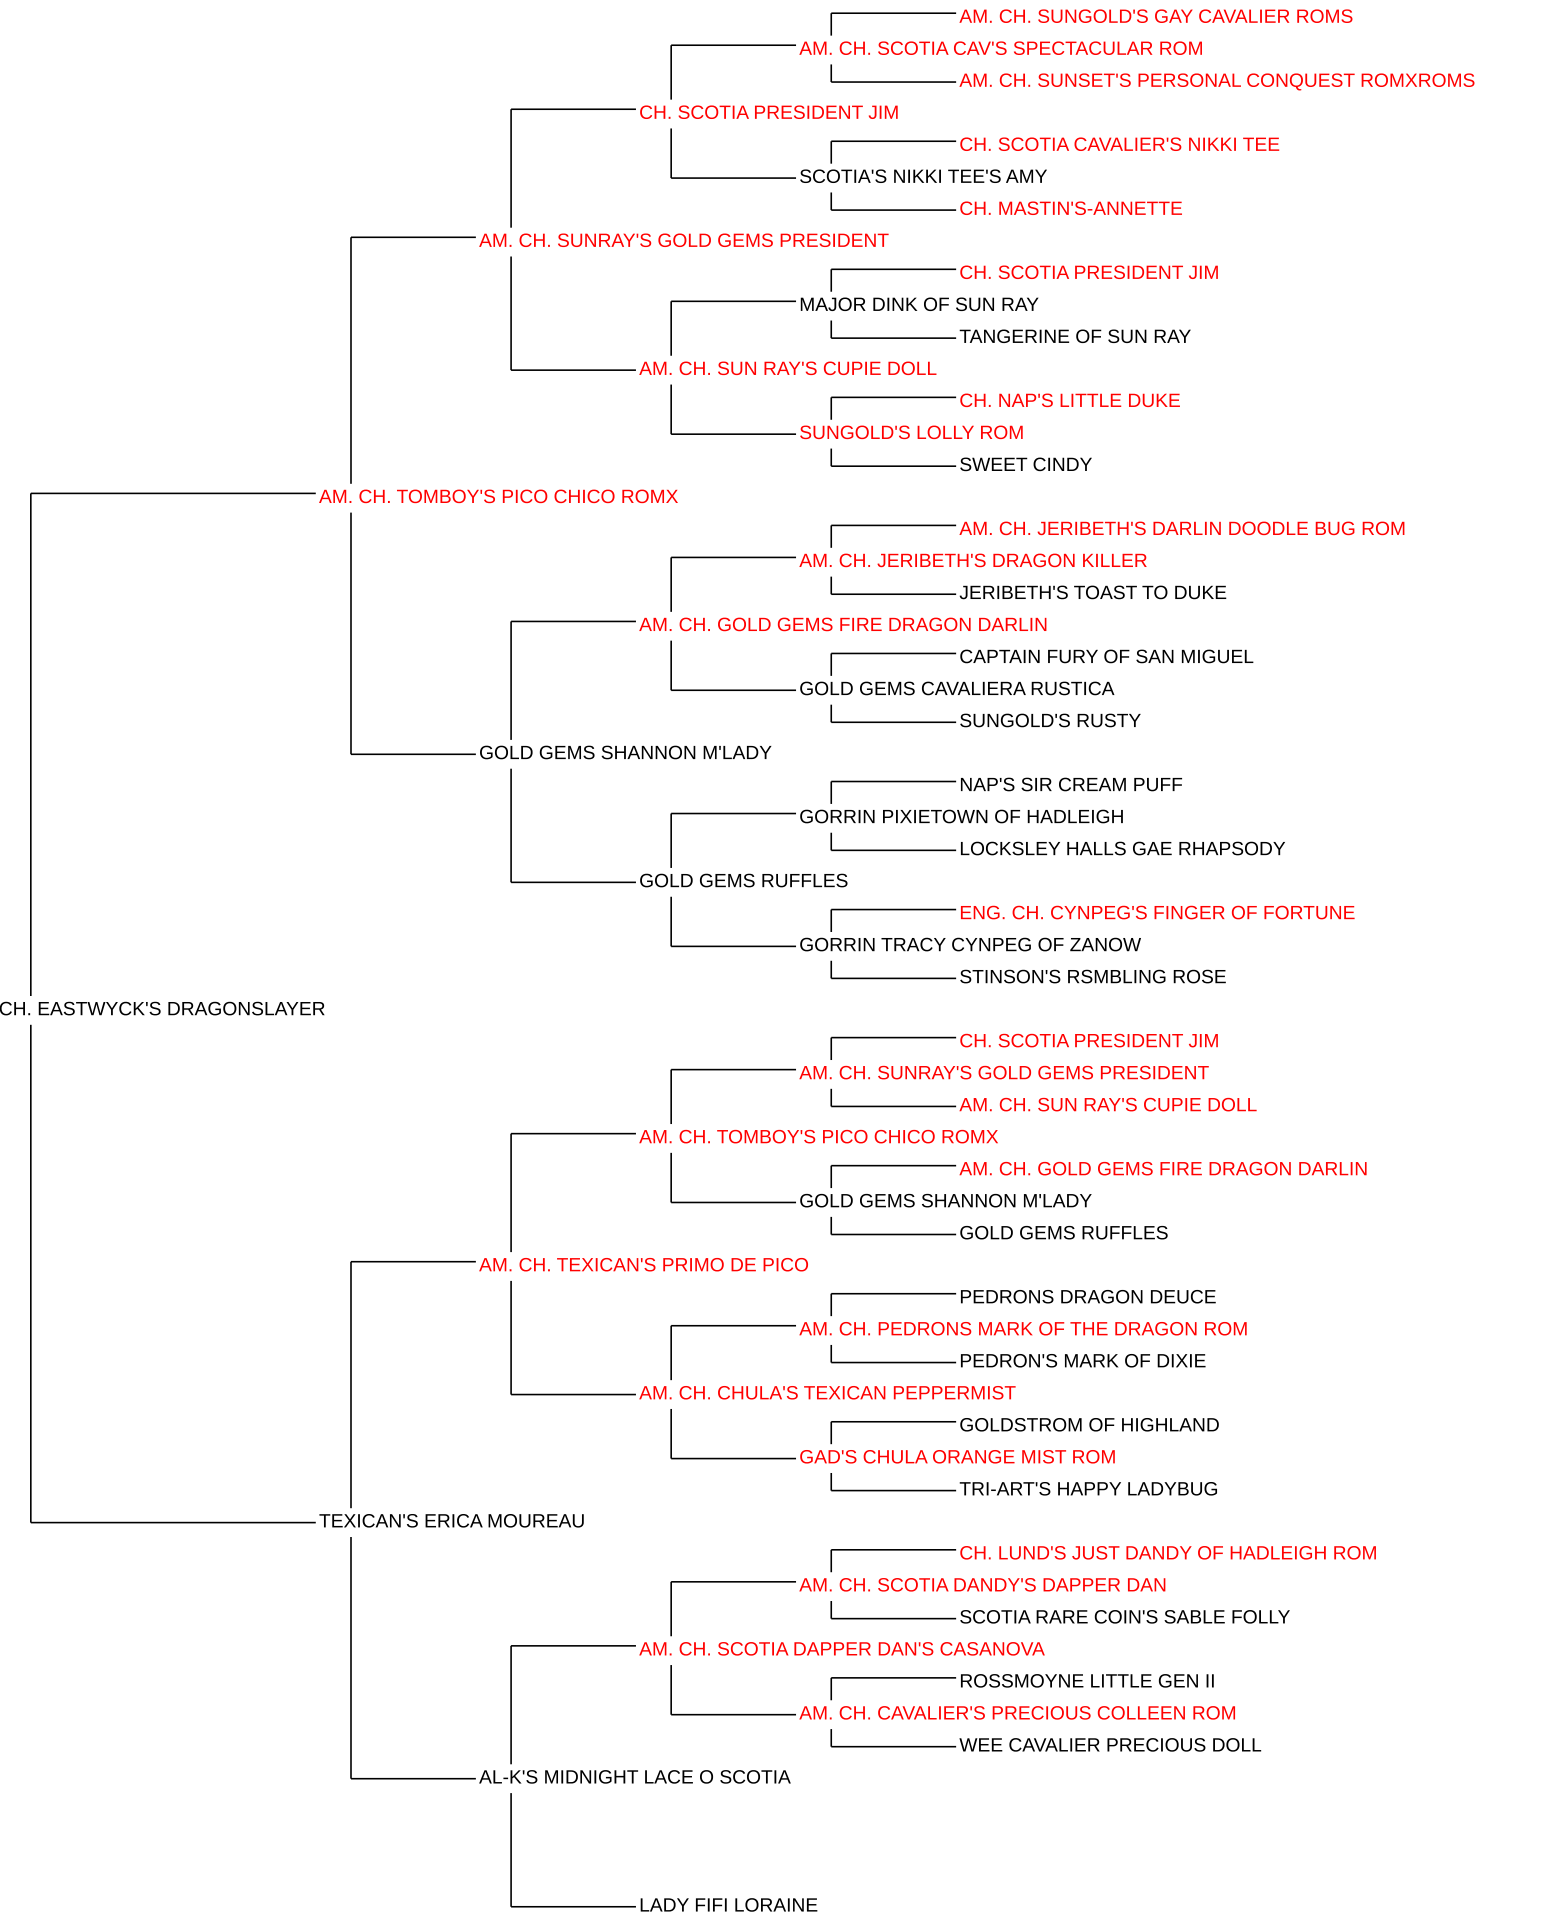 AM. CH. SUNGOLD'S GAY CAVALIER ROMS
AM. CH. SCOTIA CAV'S SPECTACULAR ROM
AM. CH. SUNSET'S PERSONAL CONQUEST ROMXROMS
CH. SCOTIA PRESIDENT JIM
CH. SCOTIA CAVALIER'S NIKKI TEE
SCOTIA'S NIKKI TEE'S AMY
CH. MASTIN'S-ANNETTE
AM. CH. SUNRAY'S GOLD GEMS PRESIDENT
CH. SCOTIA PRESIDENT JIM
MAJOR DINK OF SUN RAY
TANGERINE OF SUN RAY
AM. CH. SUN RAY'S CUPIE DOLL
CH. NAP'S LITTLE DUKE
SUNGOLD'S LOLLY ROM
SWEET CINDY
AM. CH. TOMBOY'S PICO CHICO ROMX
AM. CH. JERIBETH'S DARLIN DOODLE BUG ROM
AM. CH. JERIBETH'S DRAGON KILLER
JERIBETH'S TOAST TO DUKE
AM. CH. GOLD GEMS FIRE DRAGON DARLIN
CAPTAIN FURY OF SAN MIGUEL
GOLD GEMS CAVALIERA RUSTICA
SUNGOLD'S RUSTY
GOLD GEMS SHANNON M'LADY
NAP'S SIR CREAM PUFF
GORRIN PIXIETOWN OF HADLEIGH
LOCKSLEY HALLS GAE RHAPSODY
GOLD GEMS RUFFLES
ENG. CH. CYNPEG'S FINGER OF FORTUNE
GORRIN TRACY CYNPEG OF ZANOW
STINSON'S RSMBLING ROSE
CH. EASTWYCK'S DRAGONSLAYER
CH. SCOTIA PRESIDENT JIM
AM. CH. SUNRAY'S GOLD GEMS PRESIDENT
AM. CH. SUN RAY'S CUPIE DOLL
AM. CH. TOMBOY'S PICO CHICO ROMX
AM. CH. GOLD GEMS FIRE DRAGON DARLIN
GOLD GEMS SHANNON M'LADY
GOLD GEMS RUFFLES
AM. CH. TEXICAN'S PRIMO DE PICO
PEDRONS DRAGON DEUCE
AM. CH. PEDRONS MARK OF THE DRAGON ROM
PEDRON'S MARK OF DIXIE
AM. CH. CHULA'S TEXICAN PEPPERMIST
GOLDSTROM OF HIGHLAND
GAD'S CHULA ORANGE MIST ROM
TRI-ART'S HAPPY LADYBUG
TEXICAN'S ERICA MOUREAU
CH. LUND'S JUST DANDY OF HADLEIGH ROM
AM. CH. SCOTIA DANDY'S DAPPER DAN
SCOTIA RARE COIN'S SABLE FOLLY
AM. CH. SCOTIA DAPPER DAN'S CASANOVA
ROSSMOYNE LITTLE GEN II
AM. CH. CAVALIER'S PRECIOUS COLLEEN ROM
WEE CAVALIER PRECIOUS DOLL
AL-K'S MIDNIGHT LACE O SCOTIA
LADY FIFI LORAINE